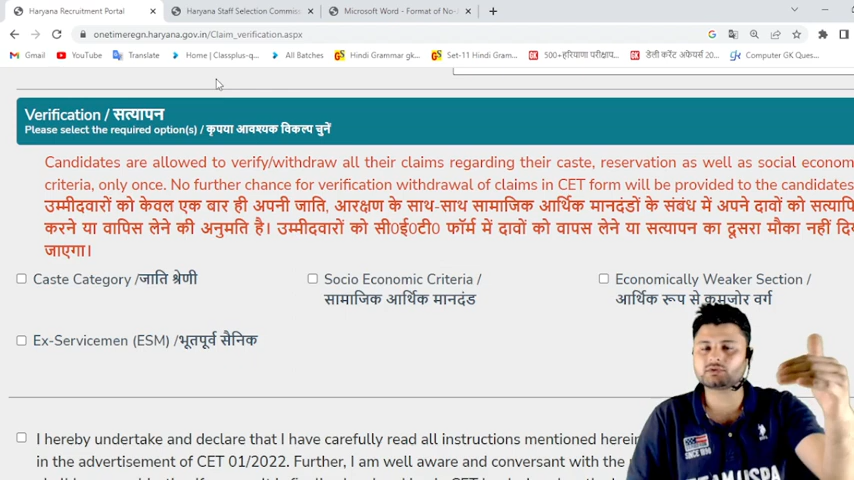 Haryana Recruitment Portal
Haryana Staff Selection Commiss
Microsoft Word - Format of No-
onetimeregn.haryana.gov.in/Claim_verification.aspx
Gmail
YouTube
Translate
Home | Classplus-q...
All Batches
Hindi Grammar gk...
Set-11 Hindi Gram...
500+हरियाणा परीक्षाप...
डेली करेंट अफेयर्स 20...
Computer GK Ques...
Verification / सत्यापन
Please select the required option(s) / कृपया आवश्यक विकल्प चुनें
Candidates are allowed to verify/withdraw all their claims regarding their caste, reservation as well as social econom
criteria, only once. No further chance for verification withdrawal of claims in CET form will be provided to the candidates
उम्मीदवारों को केवल एक बार ही अपनी जाति, आरक्षण के साथ-साथ सामाजिक आर्थिक मानदंडों के संबंध में अपने दावों को सत्यापि
करने या वापिस लेने की अनुमति है। उम्मीदवारों को सी0ई0टी0 फॉर्म में दावों को वापस लेने या सत्यापन का दूसरा मौका नहीं दि
जाएगा।
Caste Category /जाति श्रेणी
Socio Economic Criteria /
सामाजिक आर्थिक मानदंड
Economically Weaker Section /
आर्थिक रूप से कमजोर वर्ग
Ex-Servicemen (ESM) /भूतपूर्व सैनिक
I hereby undertake and declare that I have carefully read all instructions mentioned herein
in the advertisement of CET 01/2022. Further, I am well aware and conversant with the